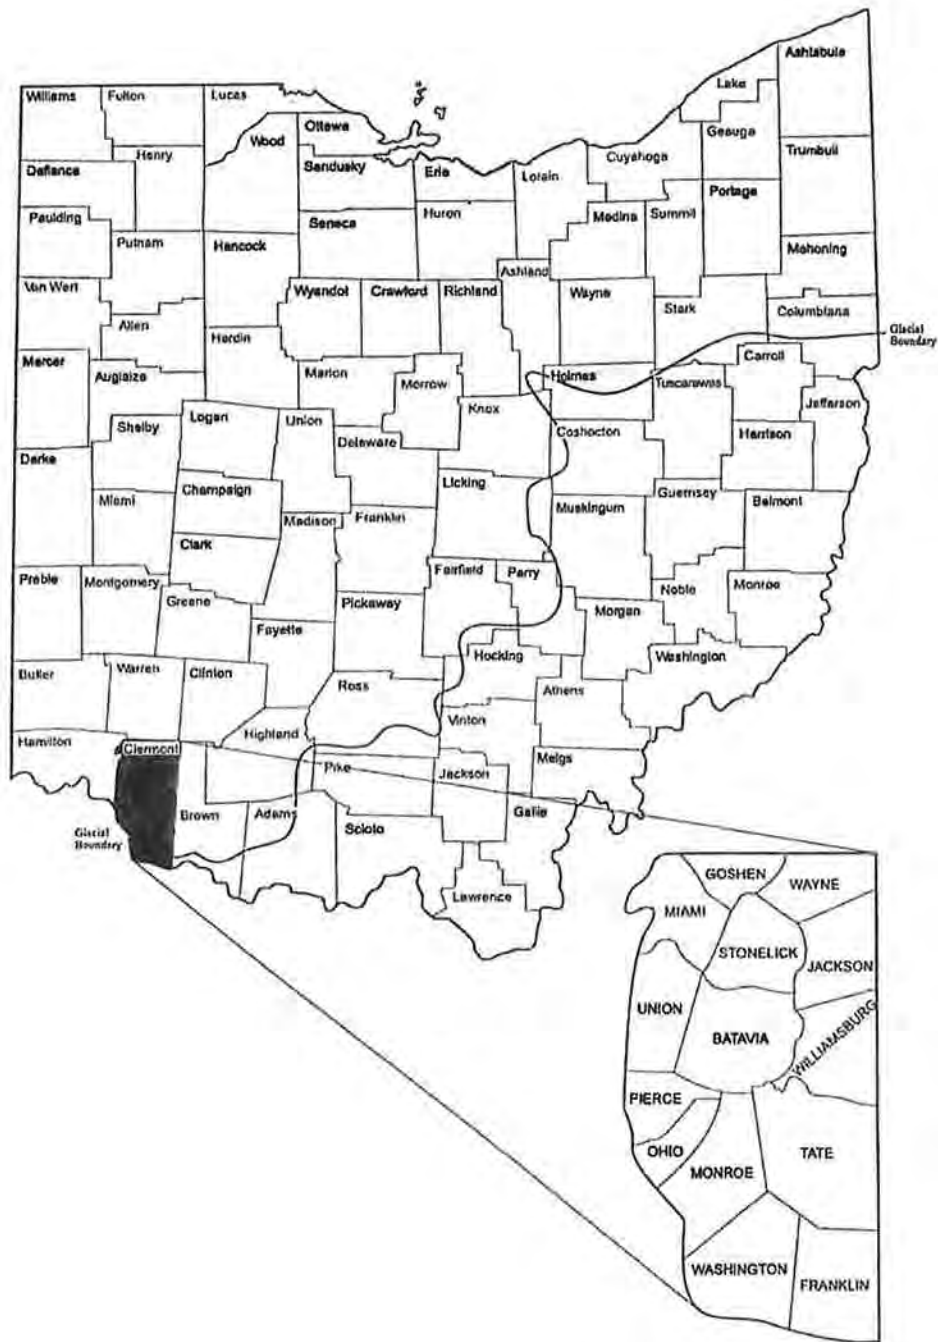 Ashtabula
Lake
Williams
Fulton
Lucas
Ottawa
Wood
Geauga
Henry
Cuyahoga
Trumbull
Defiance
Sandusky
Erie
Lorain
Portage
Paulding
Huron
Medina
Summit
Seneca
Putnam
Hancock
Mahoning
Ashland
Van Wert
Wyandot
Crawford
Richland
Wayne
Stark
Columbiana
Allen
Hardin
Glacial
Boundary
Mercer
Carroll
Auglaize
Marion
Morrow
Holmes
Tuscarawas
Knox
Jefferson
Logan
Union
Shelby
Delaware
Coshocton
Harrison
Darke
Licking
Champaign
Guernsey
Belmont
Miami
Madison
Franklin
Muskingum
Clark
Preble
Montgomery
Fairfield
Perry
Monroe
Greene
Pickaway
Noble
Morgan
Fayette
Hocking
Washington
Butler
Warren
Clinton
Ross
Athens
Vinton
Highland
Hamilton
Clermont
Meigs
Pike
Jackson
Brown
Adams
Gallia
Scioto
Glacial
Boundary
Lawrence
GOSHEN
WAYNE
MIAMI
STONELICK
JACKSON
UNION
BATAVIA
WILLIAMSBURG
PIERCE
OHIO
TATE
MONROE
WASHINGTON
FRANKLIN